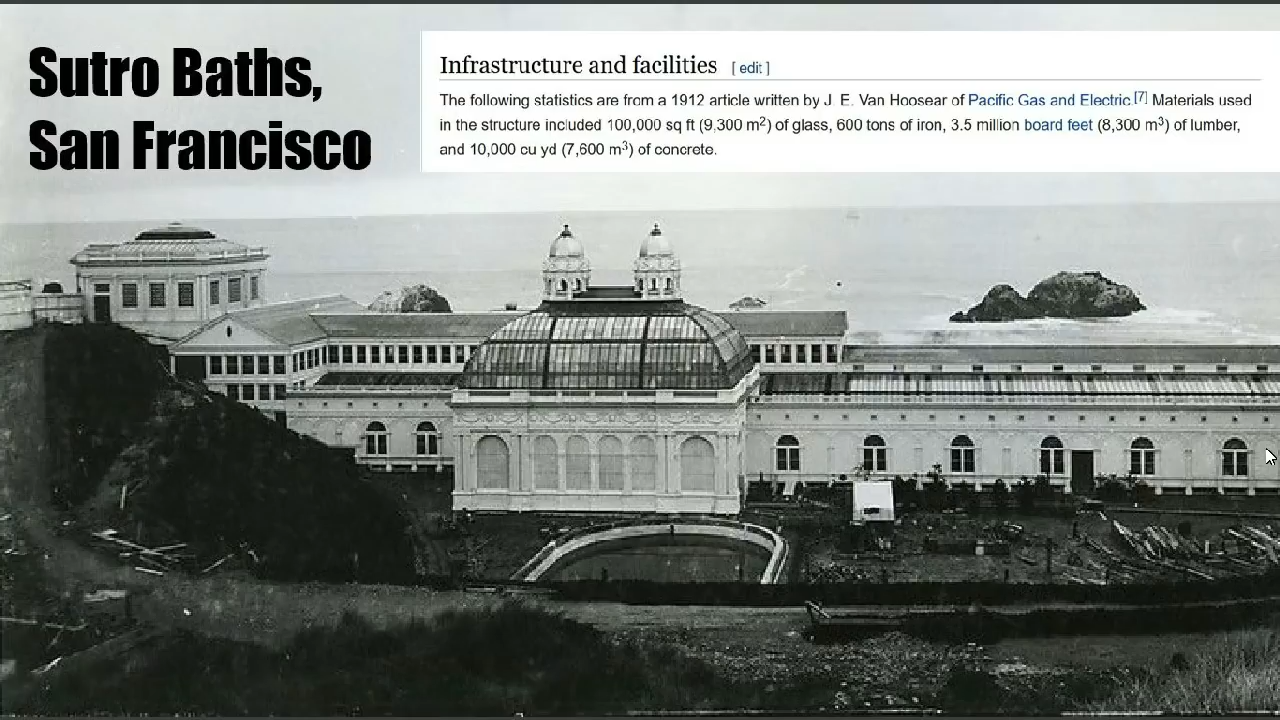 Sutro Baths,
San Francisco
Infrastructure and facilities [ edit ]
The following statistics are from a 1912 article written by J. E. Van Hoosear of Pacific Gas and Electric.[7] Materials used
in the structure included 100,000 sq ft (9,300 m2) of glass, 600 tons of iron, 3.5 million board feet (8,300 m3) of lumber,
and 10,000 cu yd (7,600 m3) of concrete.